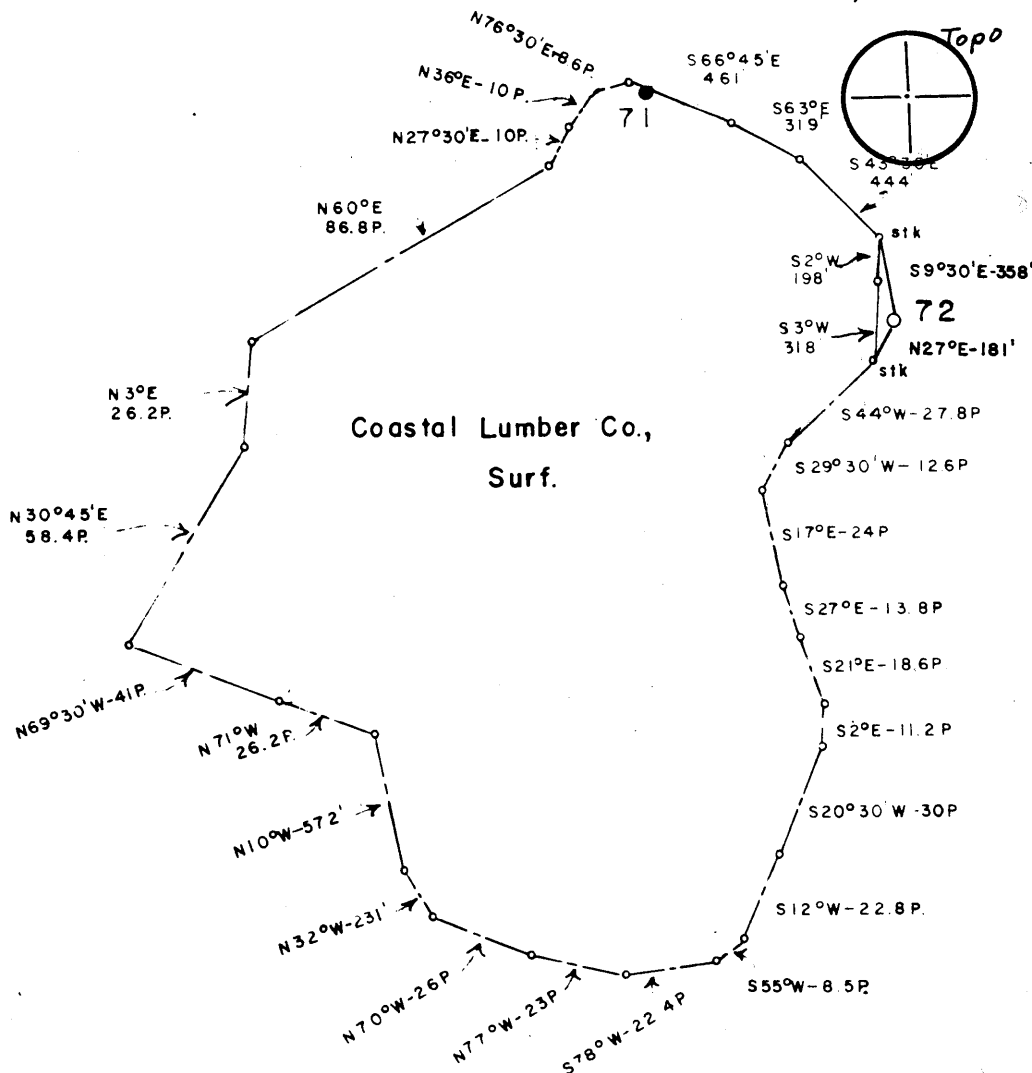 Topo
N76°30'E-86P.
N36°E-10P.
N27°30'E-10P.
71
S66°45'E
461'
S63°E
319'
S43°30'E
444'
stk
S2°W
198'
S9°30'E-358'
72
S3°W
318'
N27°E-181'
stk
N60°E
86.8P.
N3°E
26.2P.
Coastal Lumber Co.,
Surf.
S44°W-27.8P
S29°30'W-12.6P
S17°E-24P
N30°45'E
58.4P.
S27°E-13.8P
S21°E-18.6P
N69°30'W-41P.
N71°W
26.2P.
S2°E-11.2P
S20°30'W-30P
N10°W-572'
S12°W-22.8P.
N32°W-231'
S55°W-8.5P.
N70°W-26P
N77°W-23P
S78°W-22.4P